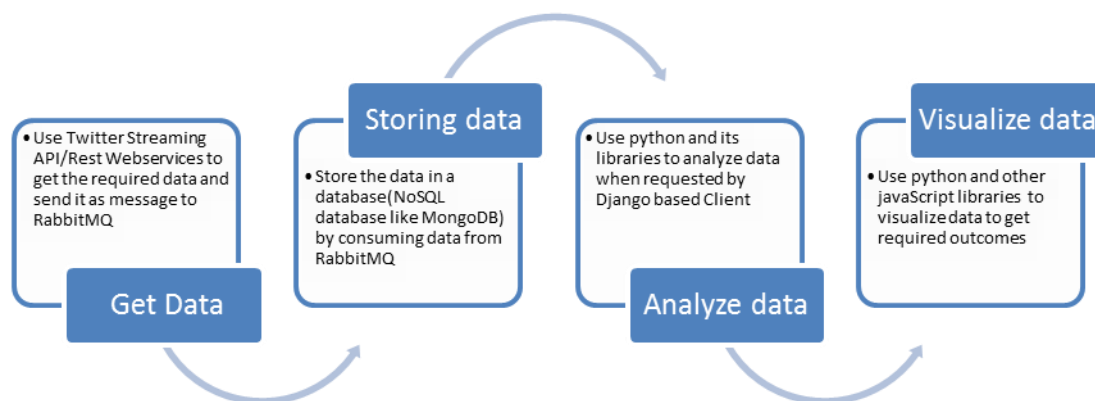 • Use Twitter Streaming
API/Rest Webservices to
get the required data and
send it as message to
RabbitMQ
Get Data
Storing data
• Store the data in a
database(NoSQL
database like MongoDB)
by consuming data from
RabbitMQ
• Use python and its
libraries to analyze data
when requested by
Django based Client
Analyze data
Visualize data
• Use python and other
javaScript libraries to
visualize data to get
required outcomes